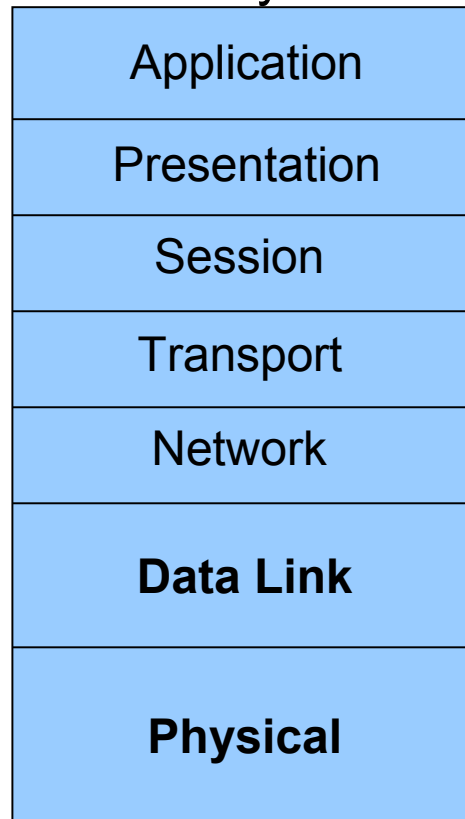 Application
Presentation
Session
Transport
Network
Data Link
Physical